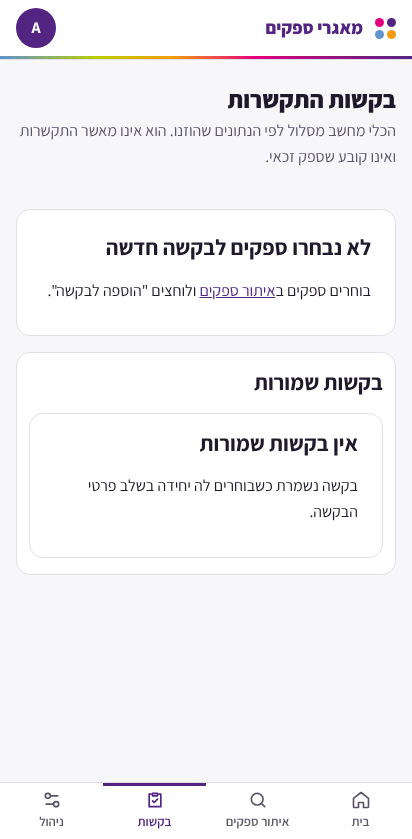 מאגרי ספקים
A
בקשות התקשרות
הכלי מחשב מסלול לפי הנתונים שהוזנו. הוא אינו מאשר התקשרות
ואינו קובע שספק זכאי.
לא נבחרו ספקים לבקשה חדשה
בוחרים ספקים באיתור ספקים ולוחצים "הוספה לבקשה".
בקשות שמורות
אין בקשות שמורות
בקשה נשמרת כשבוחרים לה יחידה בשלב פרטי
הבקשה.
בית
איתור ספקים
בקשות
ניהול